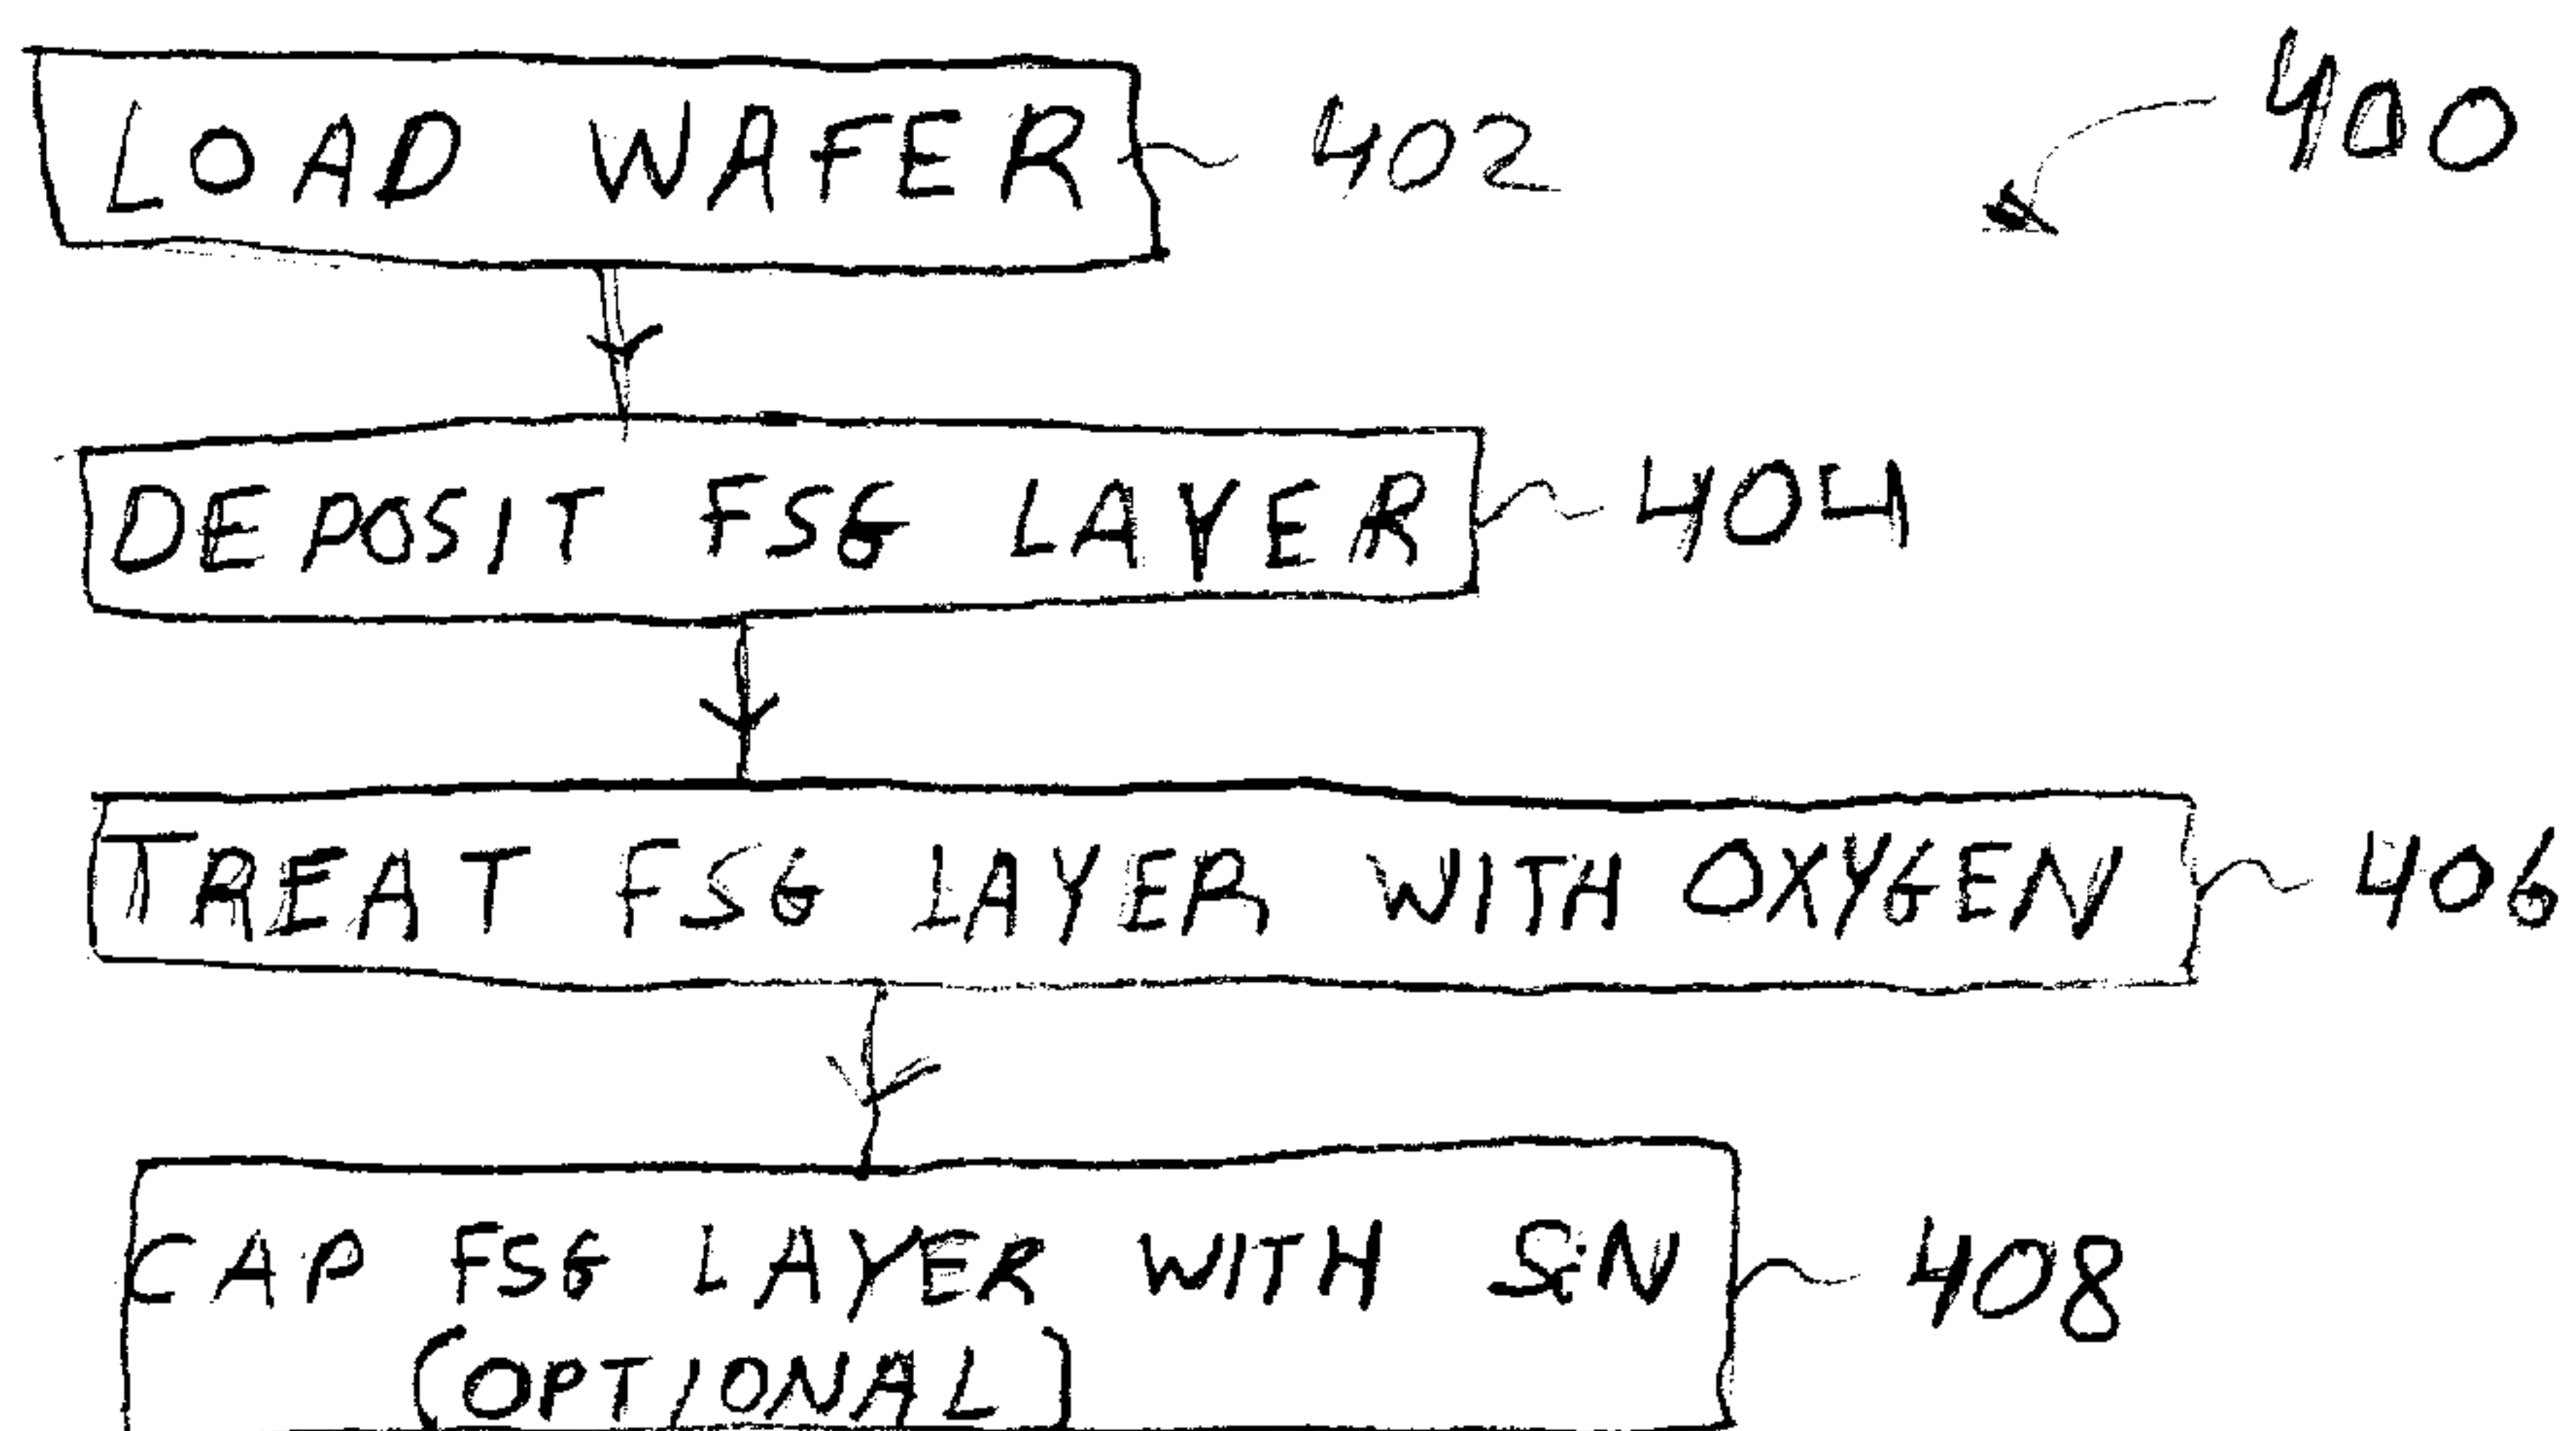 LOAD WAFER 402 400
DEPOSIT FSG LAYER 404
TREAT FSG LAYER WITH OXYGEN 406
CAP FSG LAYER WITH SiN 408
(OPTIONAL)